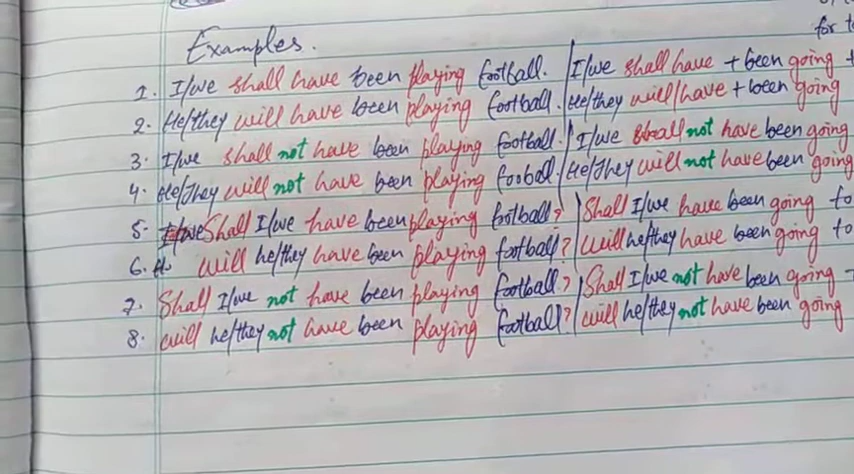 for t
Examples.
1. I/we shall have been playing football. | I/we shall have + been going +
2. He/they will have been playing football. | He/they will/have + been going
3. I/we shall not have been playing football. | I/we shall not have been going
4. He/They will not have been playing fooball. | He/They will not have been going
5. I/we Shall I/we have been playing football? | Shall I/we have been going to
6. H. will he/they have been playing football? | will he/they have been going to
7. Shall I/we not have been playing football? | Shall I/we not have been going
8. will he/they not have been playing football? | will he/they not have been going